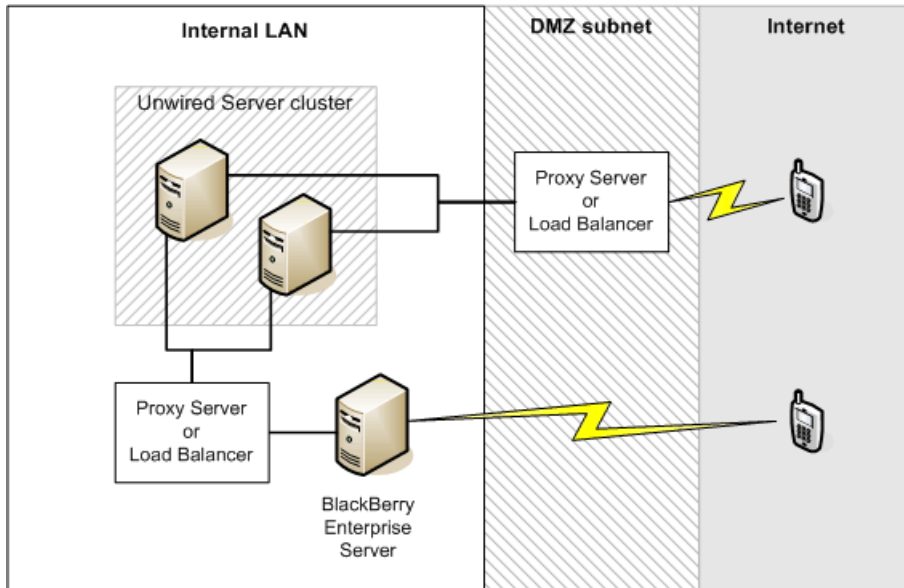 Internal LAN
DMZ subnet
Internet
Unwired Server cluster
Proxy Server
or
Load Balancer
Proxy Server
or
Load Balancer
BlackBerry
Enterprise
Server